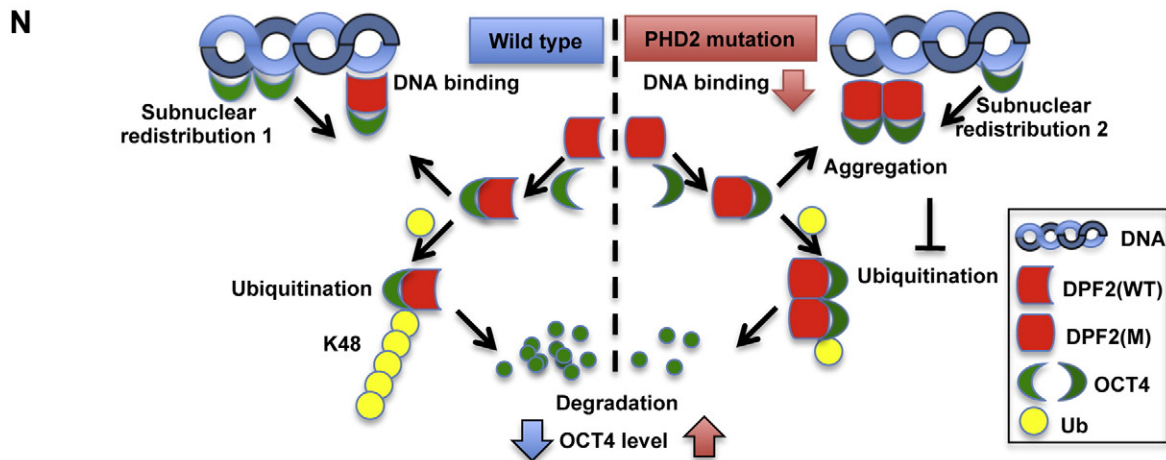 N
Wild type
PHD2 mutation
DNA binding
DNA binding
Subnuclear
redistribution 1
Subnuclear
redistribution 2
Aggregation
Ubiquitination
Ubiquitination
K48
Degradation
OCT4 level
DNA
DPF2(WT)
DPF2(M)
OCT4
Ub